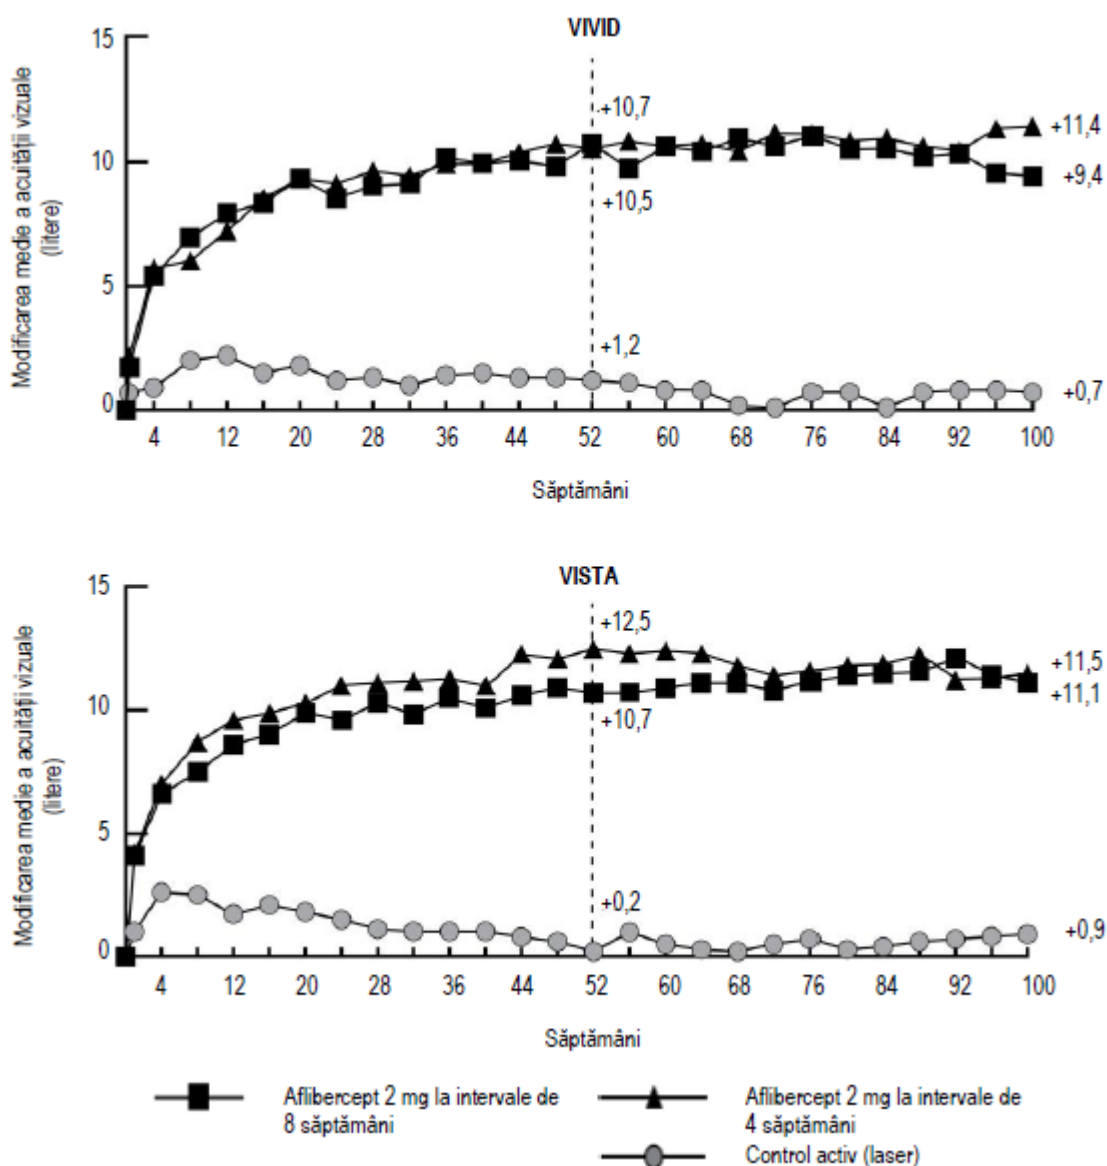 VIVID
15
10
5
0
Modificarea medie a acuității vizuale
(litere)
+10,7
+10,5
+1,2
+11,4
+9,4
+0,7
4 12 20 28 36 44 52 60 68 76 84 92 100
Săptămâni
VISTA
15
10
5
0
Modificarea medie a acuității vizuale
(litere)
+12,5
+10,7
+0,2
+11,5
+11,1
+0,9
4 12 20 28 36 44 52 60 68 76 84 92 100
Săptămâni
Aflibercept 2 mg la intervale de
8 săptămâni
Aflibercept 2 mg la intervale de
4 săptămâni
Control activ (laser)